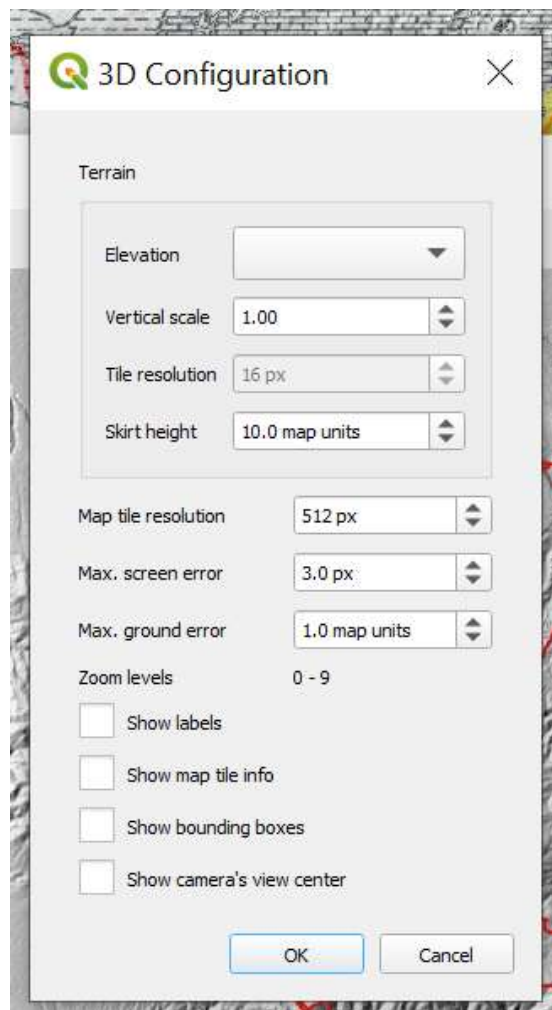 40
3D Configuration
Terrain
Elevation
Vertical scale 1.00
Tile resolution 16 px
Skirt height 10.0 map units
Map tile resolution 512 px
Max. screen error 3.0 px
Max. ground error 1.0 map units
Zoom levels 0 - 9
Show labels
Show map tile info
Show bounding boxes
Show camera's view center
OK Cancel